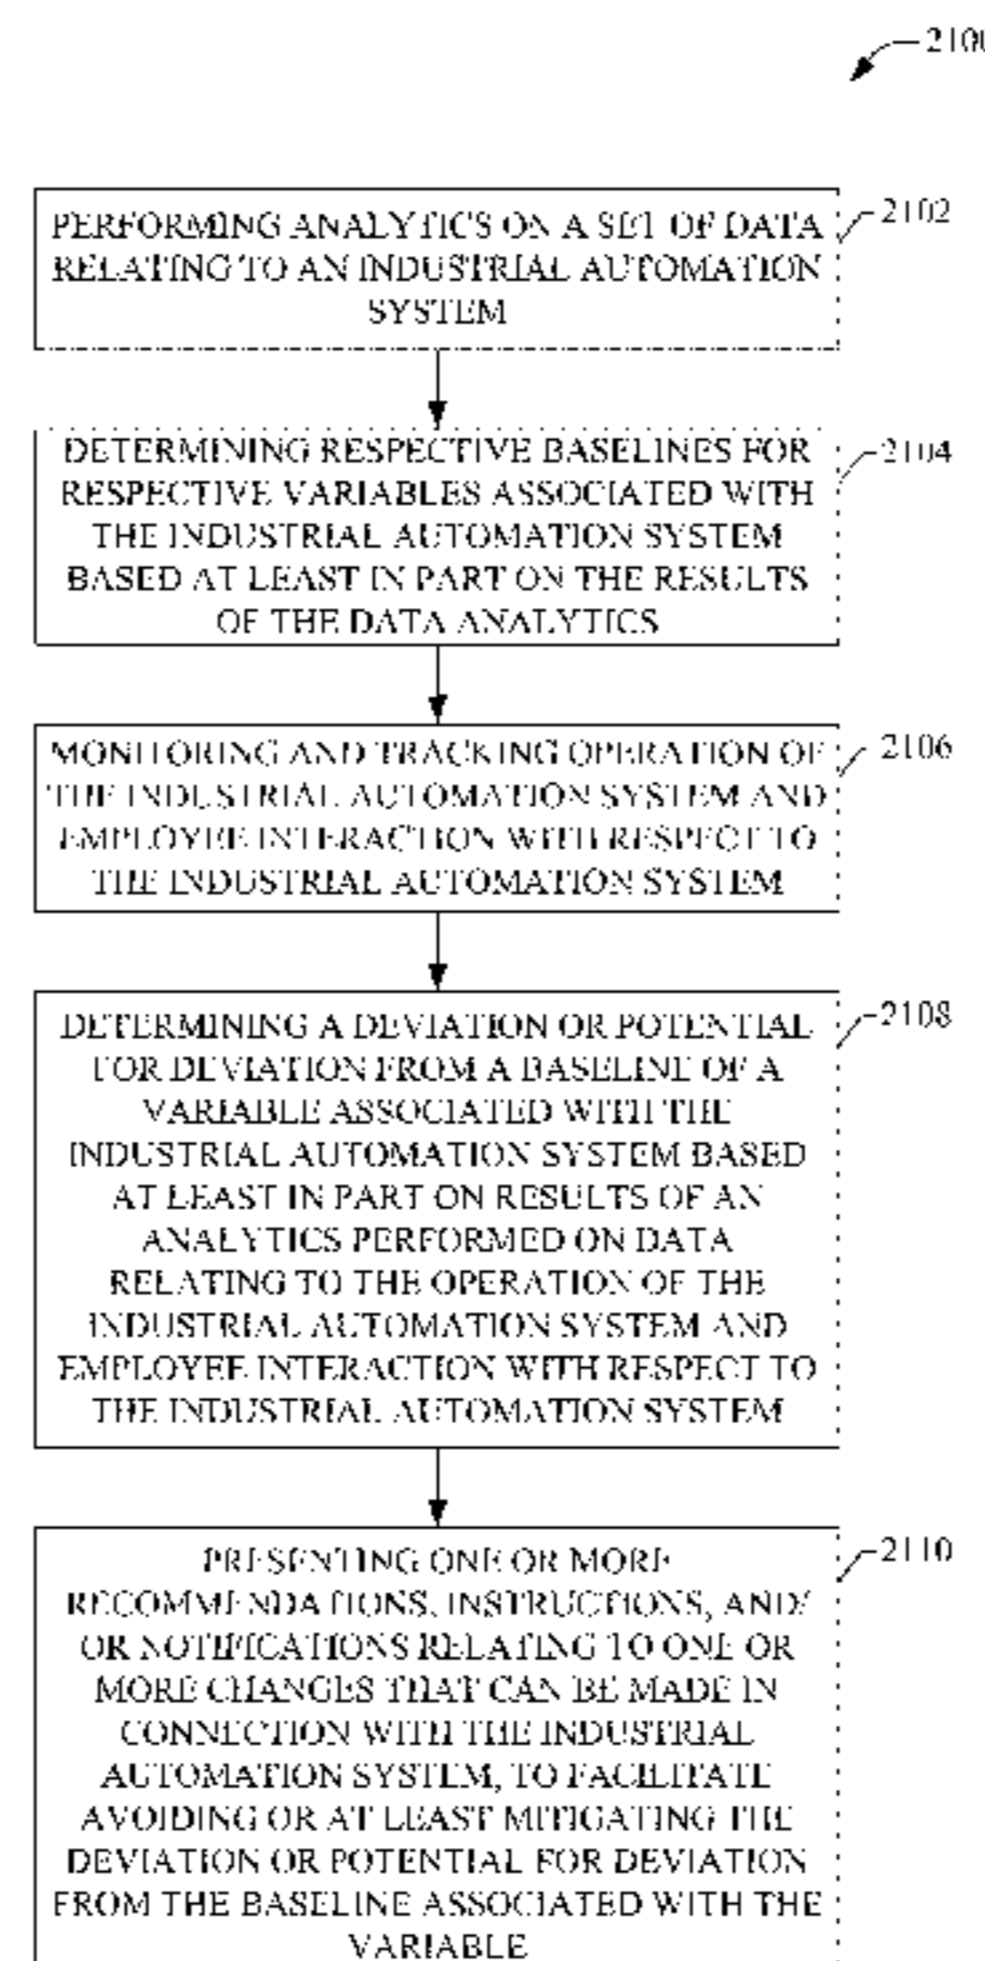 2100
PERFORMING ANALYTICS ON A SET OF DATA
2102
RELATING TO AN INDUSTRIAL AUTOMATION
SYSTEM
DETERMINING RESPECTIVE BASELINES FOR
2104
RESPECTIVE VARIABLES ASSOCIATED WITH
THE INDUSTRIAL AUTOMATION SYSTEM
BASED AT LEAST IN PART ON THE RESULTS
OF THE DATA ANALYTICS
MONITORING AND TRACKING OPERATION OF
2106
THE INDUSTRIAL AUTOMATION SYSTEM AND
EMPLOYEE INTERACTION WITH RESPECT TO
THE INDUSTRIAL AUTOMATION SYSTEM
DETERMINING A DEVIATION OR POTENTIAL
2108
FOR DEVIATION FROM A BASELINE OF A
VARIABLE ASSOCIATED WITH THE
INDUSTRIAL AUTOMATION SYSTEM BASED
AT LEAST IN PART ON RESULTS OF AN
ANALYTICS PERFORMED ON DATA
RELATING TO THE OPERATION OF THE
INDUSTRIAL AUTOMATION SYSTEM AND
EMPLOYEE INTERACTION WITH RESPECT TO
THE INDUSTRIAL AUTOMATION SYSTEM
PRESENTING ONE OR MORE
2110
RECOMMENDATIONS, INSTRUCTIONS, AND/
OR NOTIFICATIONS RELATING TO ONE OR
MORE CHANGES THAT CAN BE MADE IN
CONNECTION WITH THE INDUSTRIAL
AUTOMATION SYSTEM, TO FACILITATE
AVOIDING OR AT LEAST MITIGATING THE
DEVIATION OR POTENTIAL FOR DEVIATION
FROM THE BASELINE ASSOCIATED WITH THE
VARIABLE